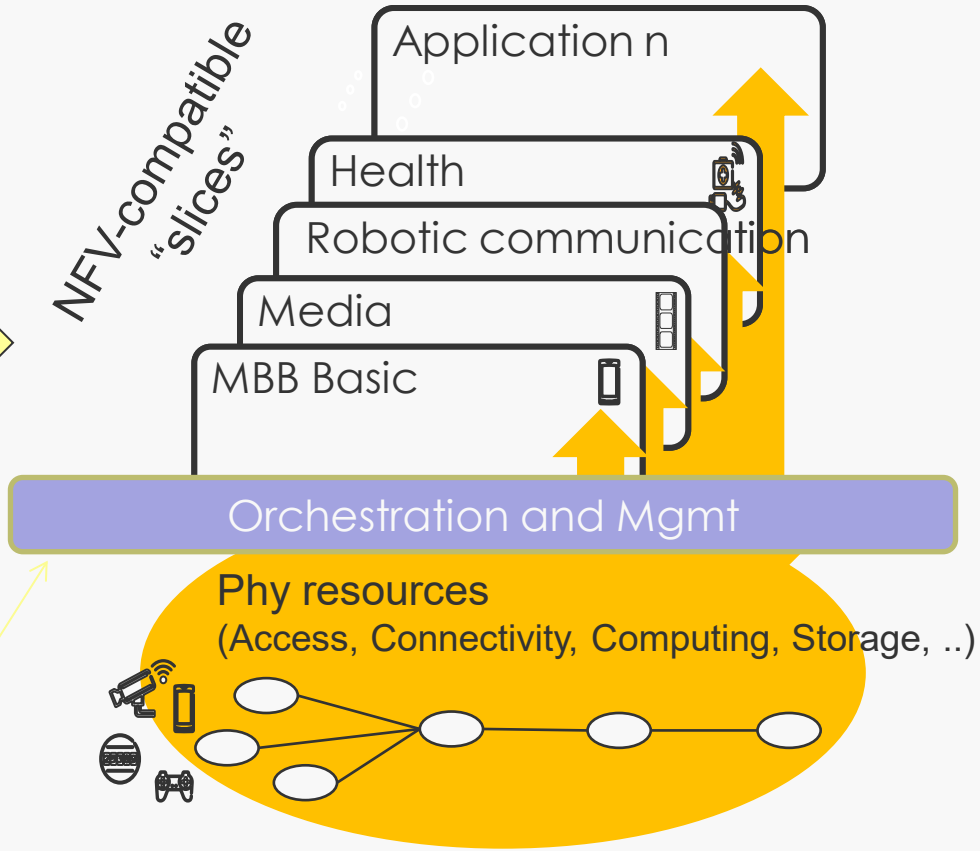 NFV-compatible
“slices”
Application n
Health
Robotic communication
Media
MBB Basic
Orchestration and Mgmt
Phy resources
(Access, Connectivity, Computing, Storage, ..)